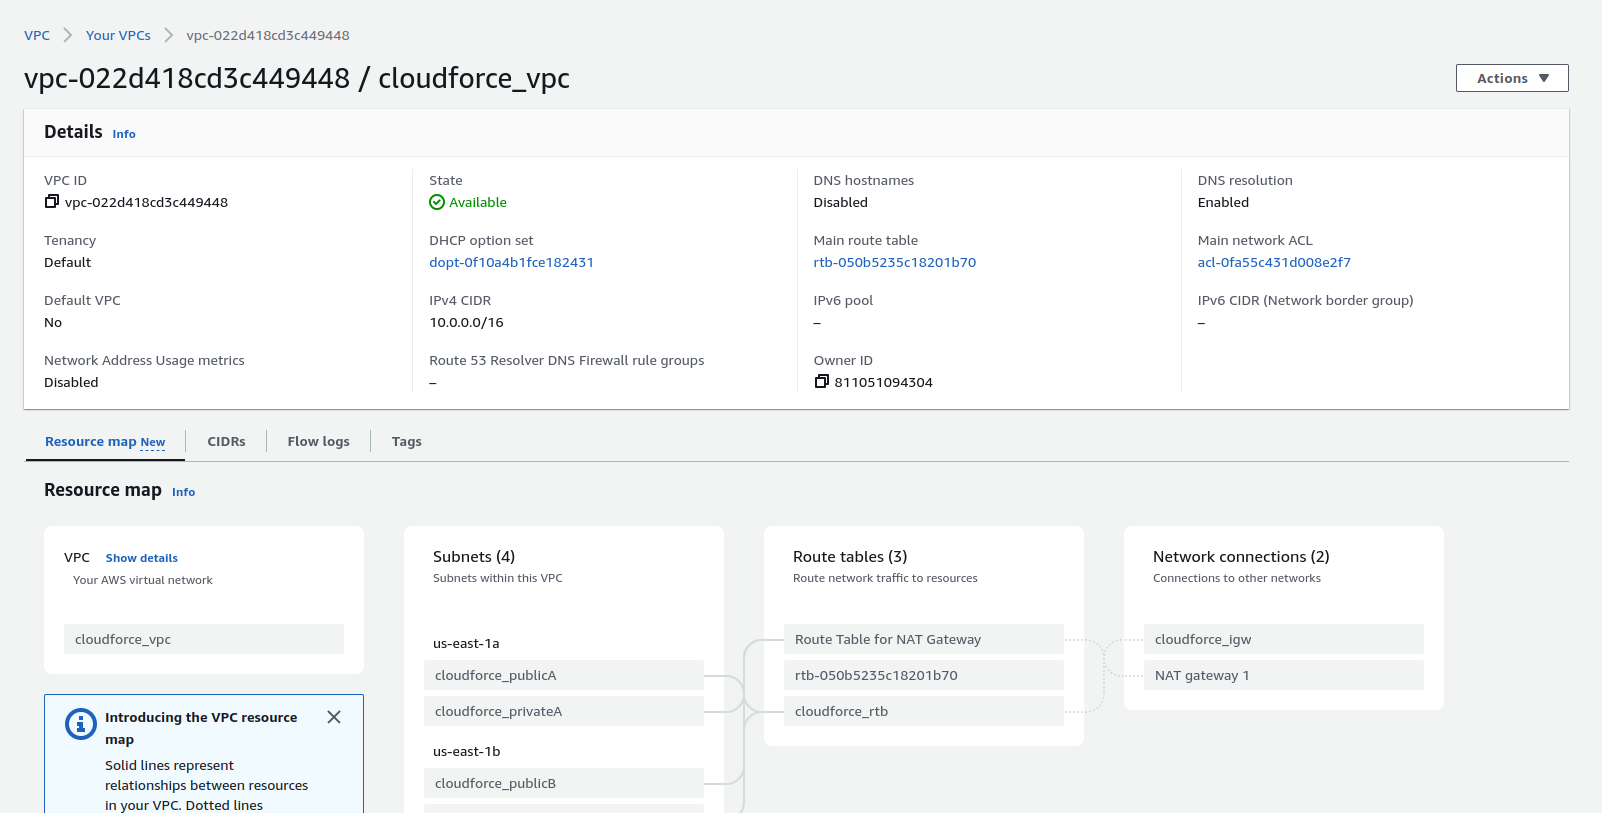 VPC > Your VPCs > vpc-022d418cd3c449448
vpc-022d418cd3c449448 / cloudforce_vpc
Actions
Details Info
VPC ID
vpc-022d418cd3c449448
State
Available
DNS hostnames
Disabled
DNS resolution
Enabled
Tenancy
Default
DHCP option set
dopt-0f10a4b1fce182431
Main route table
rtb-050b5235c18201b70
Main network ACL
acl-0fa55c431d008e2f7
Default VPC
No
IPv4 CIDR
10.0.0.0/16
IPv6 pool
–
IPv6 CIDR (Network border group)
–
Network Address Usage metrics
Disabled
Route 53 Resolver DNS Firewall rule groups
–
Owner ID
811051094304
Resource map New
CIDRs
Flow logs
Tags
Resource map Info
VPC Show details
Your AWS virtual network
cloudforce_vpc
Introducing the VPC resource
map
Solid lines represent
relationships between resources
in your VPC. Dotted lines
Subnets (4)
Subnets within this VPC
us-east-1a
cloudforce_publicA
cloudforce_privateA
us-east-1b
cloudforce_publicB
Route tables (3)
Route network traffic to resources
Route Table for NAT Gateway
rtb-050b5235c18201b70
cloudforce_rtb
Network connections (2)
Connections to other networks
cloudforce_igw
NAT gateway 1